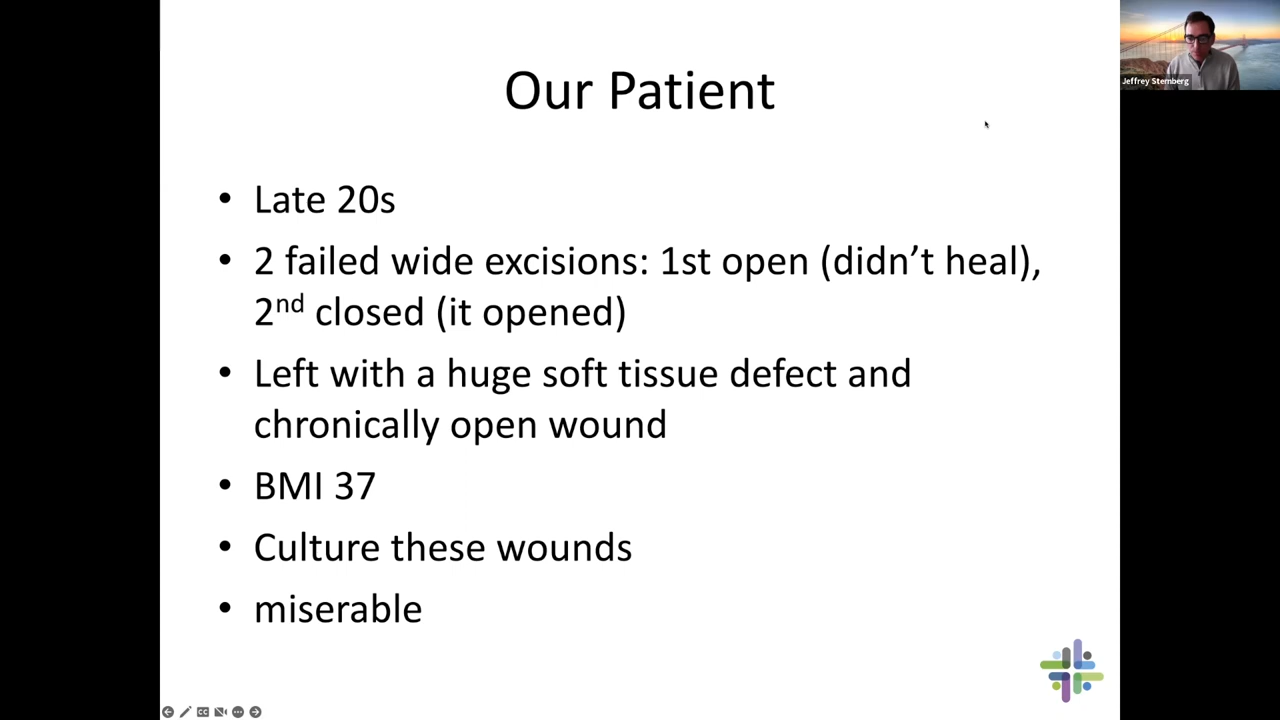 Our Patient
• Late 20s
• 2 failed wide excisions: 1st open (didn’t heal),
2nd closed (it opened)
• Left with a huge soft tissue defect and
chronically open wound
• BMI 37
• Culture these wounds
• miserable
Jeffrey Sternberg
CC